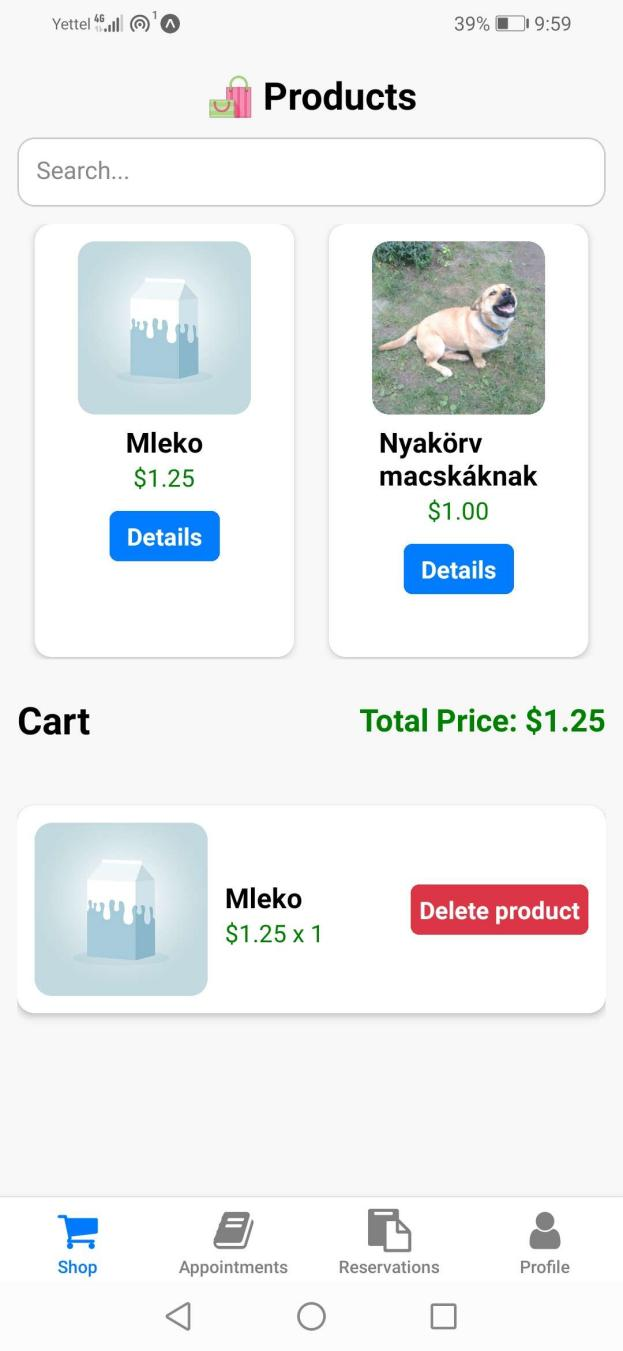 Yettel 4G 1 39% 9:59
Products
Search...
Mleko
$1.25
Details
Nyakörv
macskáknak
$1.00
Details
Cart
Total Price: $1.25
Mleko
$1.25 x 1
Delete product
Shop
Appointments
Reservations
Profile